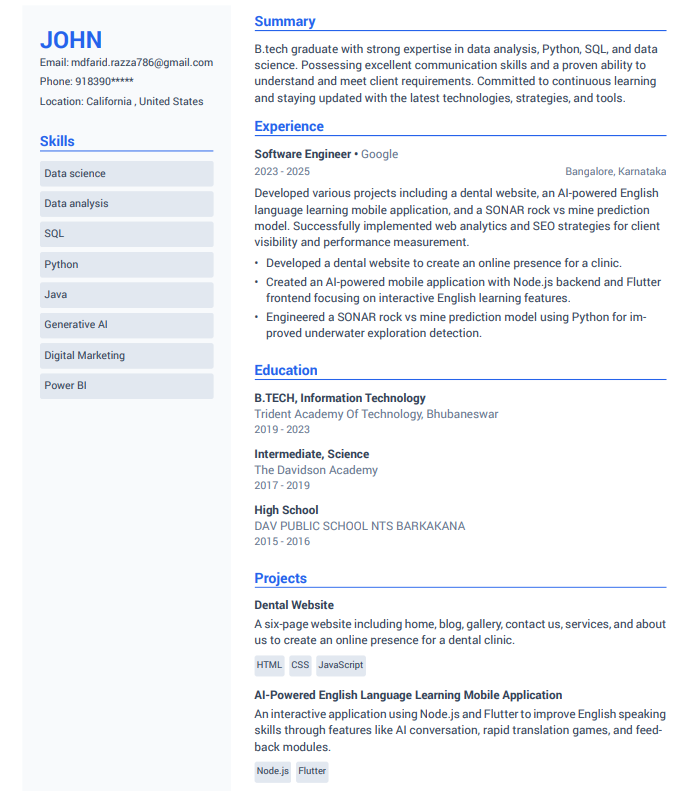 JOHN
Email: mdfarid.razza786@gmail.com
Phone: 918390*****
Location: California , United States
Skills
Data science
Data analysis
SQL
Python
Java
Generative AI
Digital Marketing
Power BI
Summary
B.tech graduate with strong expertise in data analysis, Python, SQL, and data
science. Possessing excellent communication skills and a proven ability to
understand and meet client requirements. Committed to continuous learning
and staying updated with the latest technologies, strategies, and tools.
Experience
Software Engineer • Google
2023 - 2025 Bangalore, Karnataka
Developed various projects including a dental website, an AI-powered English
language learning mobile application, and a SONAR rock vs mine prediction
model. Successfully implemented web analytics and SEO strategies for client
visibility and performance measurement.
• Developed a dental website to create an online presence for a clinic.
• Created an AI-powered mobile application with Node.js backend and Flutter
frontend focusing on interactive English learning features.
• Engineered a SONAR rock vs mine prediction model using Python for im-
proved underwater exploration detection.
Education
B.TECH, Information Technology
Trident Academy Of Technology, Bhubaneswar
2019 - 2023
Intermediate, Science
The Davidson Academy
2017 - 2019
High School
DAV PUBLIC SCHOOL NTS BARKAKANA
2015 - 2016
Projects
Dental Website
A six-page website including home, blog, gallery, contact us, services, and about
us to create an online presence for a dental clinic.
HTML CSS JavaScript
AI-Powered English Language Learning Mobile Application
An interactive application using Node.js and Flutter to improve English speaking
skills through features like AI conversation, rapid translation games, and feed-
back modules.
Node.js Flutter